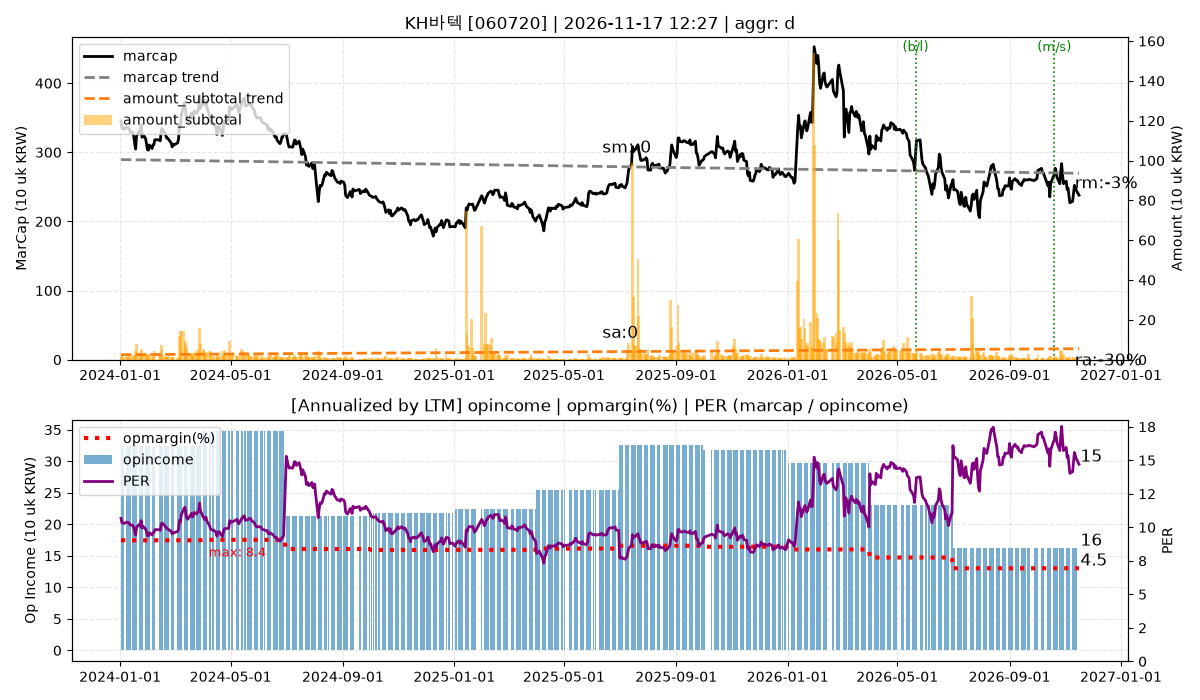 KH바텍 [060720] | 2026-11-17 12:27 | aggr: d
marcap
marcap trend
amount_subtotal trend
amount_subtotal
(b/l)
(m/s)
MarCap (10 uk KRW)
Amount (10 uk KRW)
400
300
200
100
0
160
140
120
100
80
60
40
20
0
sm:-0
rm:-3%
sa:0
ra:-30%
2024-01-01
2024-05-01
2024-09-01
2025-01-01
2025-05-01
2025-09-01
2026-01-01
2026-05-01
2026-09-01
2027-01-01
[Annualized by LTM] opincome | opmargin(%) | PER (marcap / opincome)
opmargin(%)
opincome
PER
Op Income (10 uk KRW)
PER
35
30
25
20
15
10
5
0
18
15
12
10
8
5
2
0
max: 8.4
15
16
4.5
2024-01-01
2024-05-01
2024-09-01
2025-01-01
2025-05-01
2025-09-01
2026-01-01
2026-05-01
2026-09-01
2027-01-01